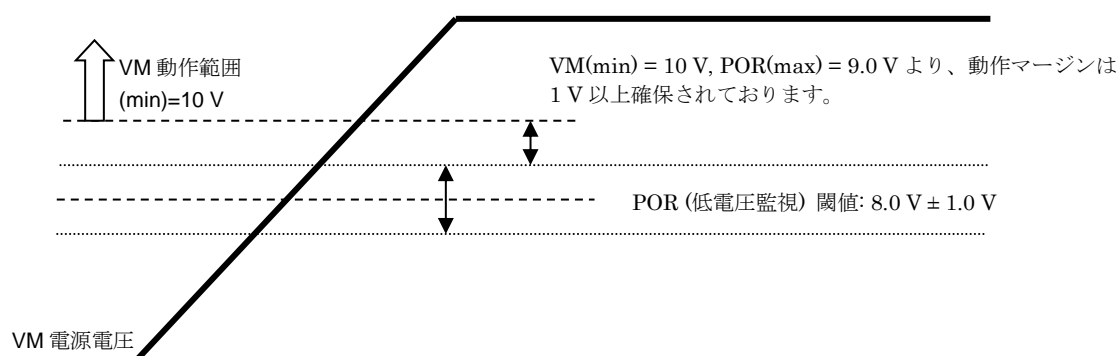 VM 動作範囲
(min)=10 V
VM(min) = 10 V, POR(max) = 9.0 V より、動作マージンは
1 V 以上確保されております。
POR (低電圧監視) 閾値: 8.0 V ± 1.0 V
VM 電源電圧